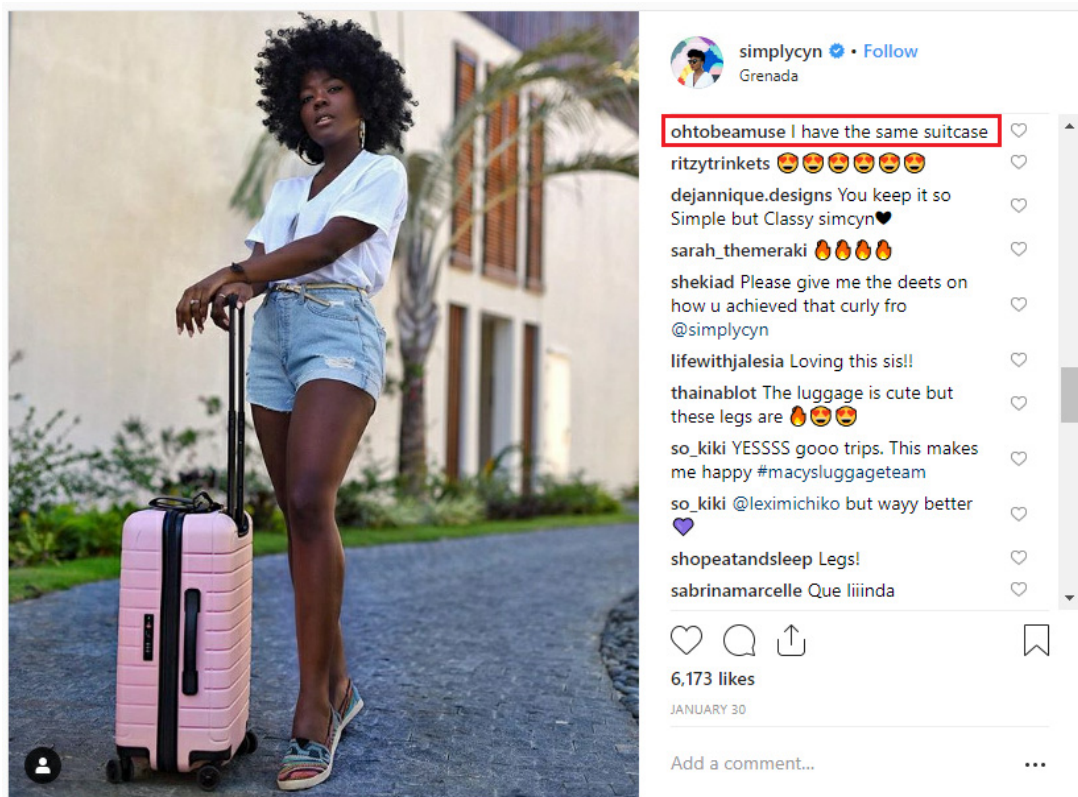 simplycyn • Follow
Grenada
ohtobeamuse I have the same suitcase
ritzytrinkets 😍😍😍😍😍😍
dejannique.designs You keep it so
Simple but Classy simcyn🖤
sarah_themeraki 🔥🔥🔥🔥
shekiad Please give me the deets on
how u achieved that curly fro
@simplycyn
lifewithjalesia Loving this sis!!
thainablot The luggage is cute but
these legs are 🔥😍😍
so_kiki YESSSS gooo trips. This makes
me happy #macysluggageteam
so_kiki @leximichiko but wayy better
💜
shopeatandsleep Legs!
sabrinamarcelle Que liiinda
6,173 likes
JANUARY 30
Add a comment...